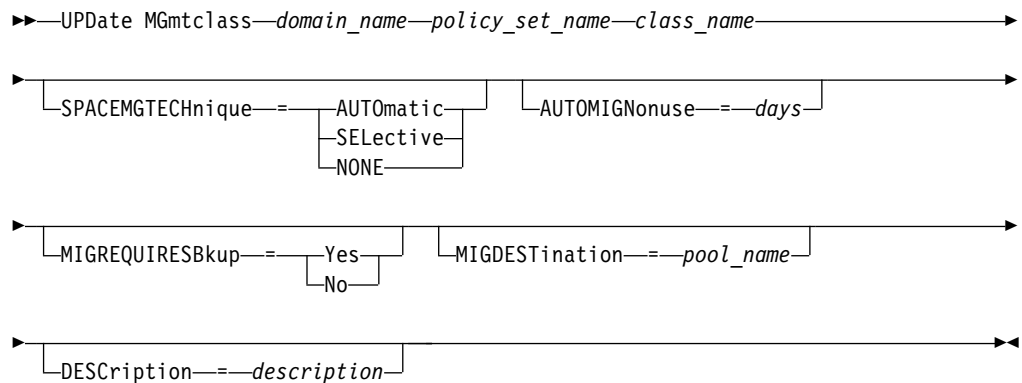 UPDate MGmtclass domain_name policy_set_name class_name
SPACEMGTECHnique = AUTOmatic
SELective
NONE
AUTOMIGNonuse = days
MIGREQUIRESBkup = Yes
No
MIGDESTination = pool_name
DESCription = description